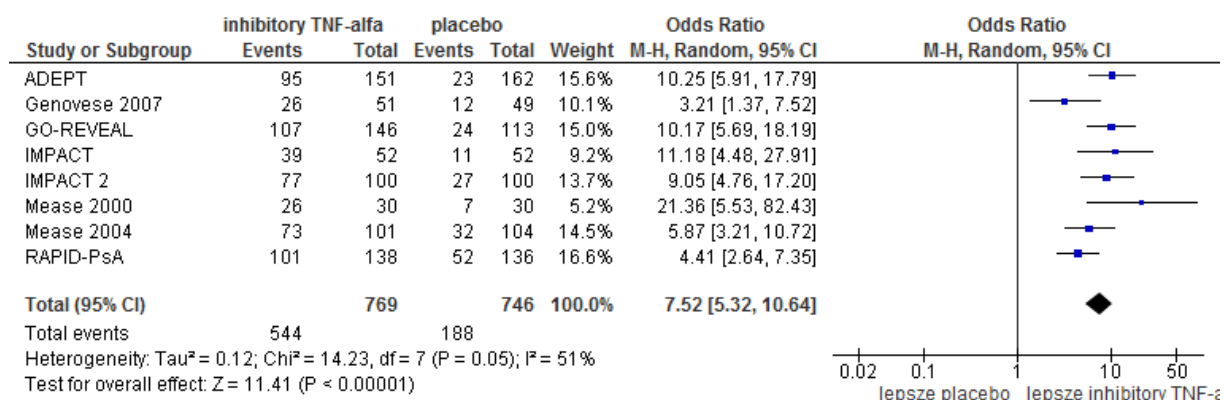 inhibitory TNF-alfa placebo Odds Ratio Odds Ratio
Study or Subgroup Events Total Events Total Weight M-H, Random, 95% CI M-H, Random, 95% CI
ADEPT 95 151 23 162 15.6% 10.25 [5.91, 17.79]
Genovese 2007 26 51 12 49 10.1% 3.21 [1.37, 7.52]
GO-REVEAL 107 146 24 113 15.0% 10.17 [5.69, 18.19]
IMPACT 39 52 11 52 9.2% 11.18 [4.48, 27.91]
IMPACT 2 77 100 27 100 13.7% 9.05 [4.76, 17.20]
Mease 2000 26 30 7 30 5.2% 21.36 [5.53, 82.43]
Mease 2004 73 101 32 104 14.5% 5.87 [3.21, 10.72]
RAPID-PsA 101 138 52 136 16.6% 4.41 [2.64, 7.35]
Total (95% CI) 769 746 100.0% 7.52 [5.32, 10.64]
Total events 544 188
Heterogeneity: Tau² = 0.12; Chi² = 14.23, df = 7 (P = 0.05); I² = 51%
Test for overall effect: Z = 11.41 (P < 0.00001)
0.02 0.1 1 10 50
lepsze placebo lepsze inhibitory TNF-a